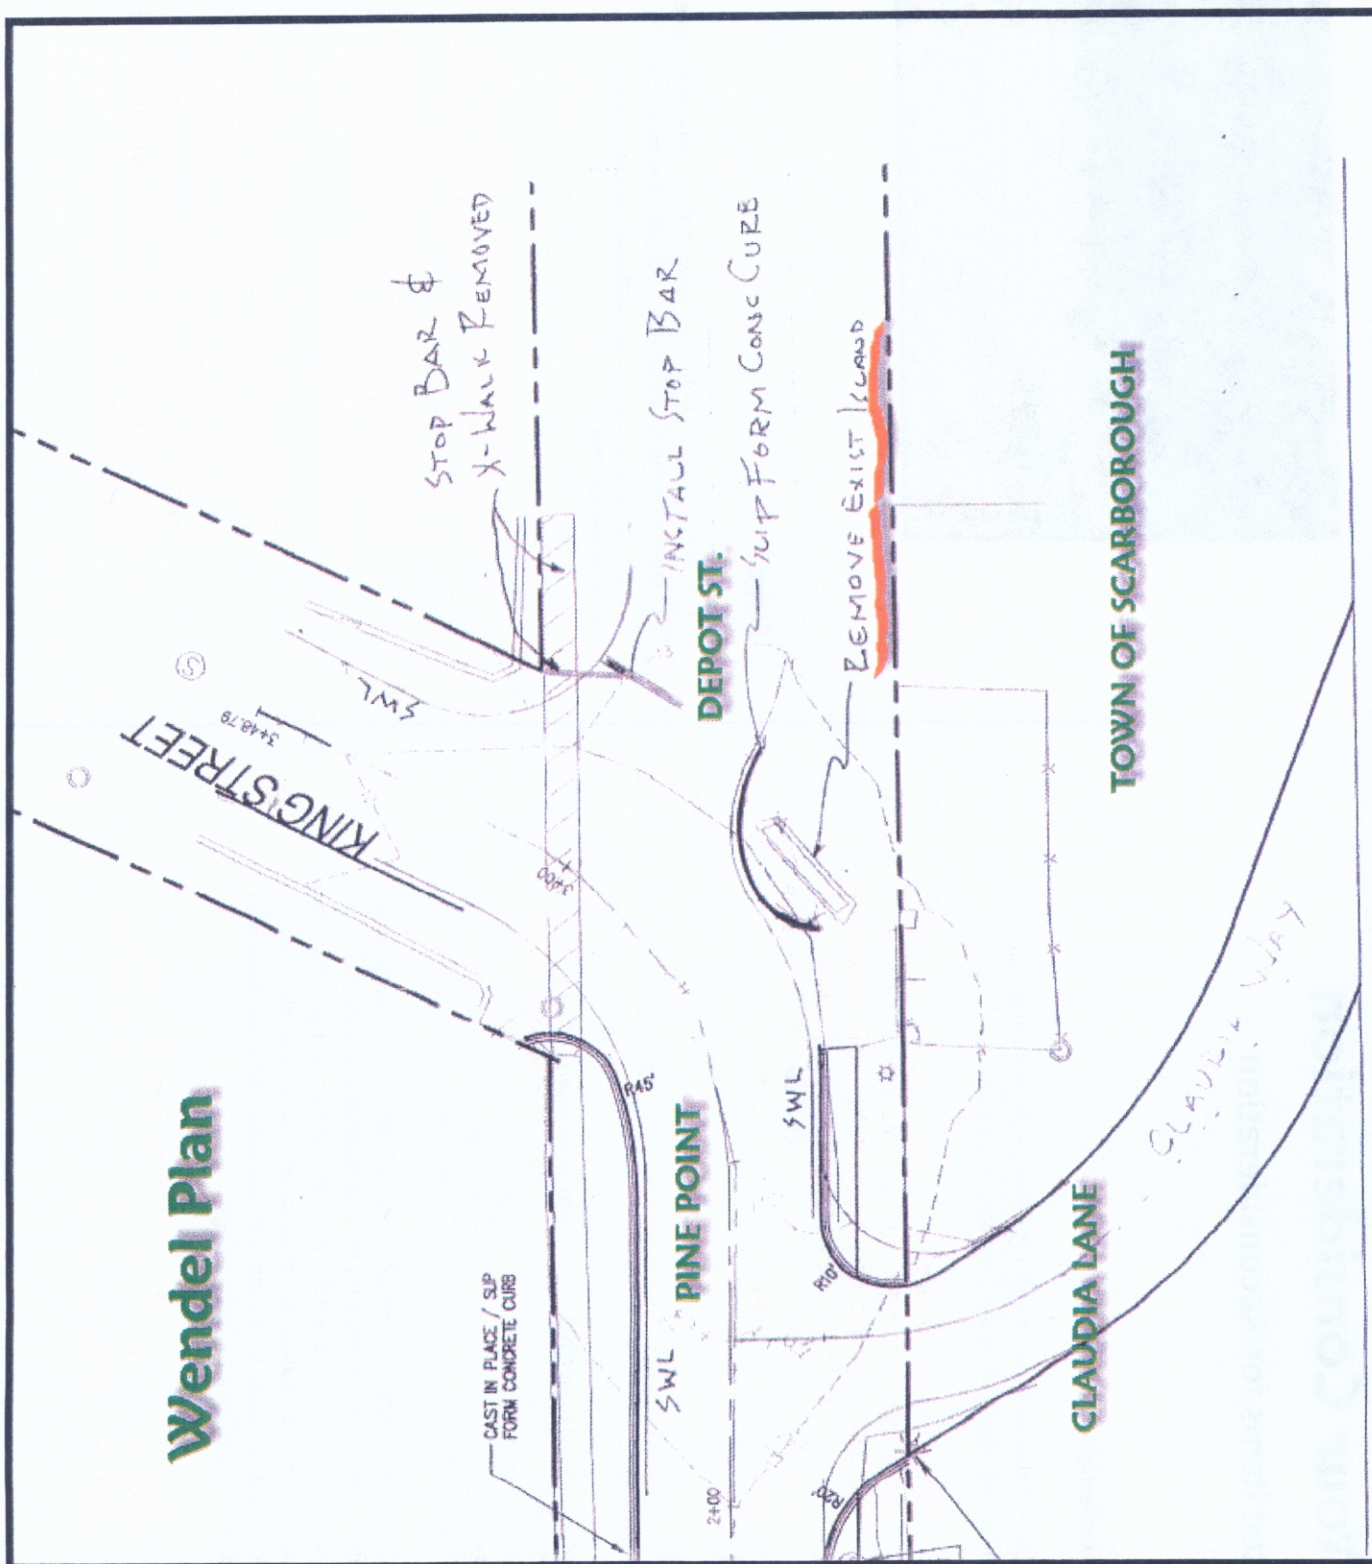 Wendel Plan
CAST IN PLACE / SLIP
FORM CONCRETE CURB
KING STREET
3+48.79
SWL
STOP BAR &
X-WALK REMOVED
INSTALL STOP BAR
DEPOT ST.
SLIP FORM CONC CURB
REMOVE EXIST ISLAND
3+00
R45'
PINE POINT
SWL
SWL
2+00
R10'
R20'
CLAUDIA LANE
CLAUDIA WAY
TOWN OF SCARBOROUGH
S